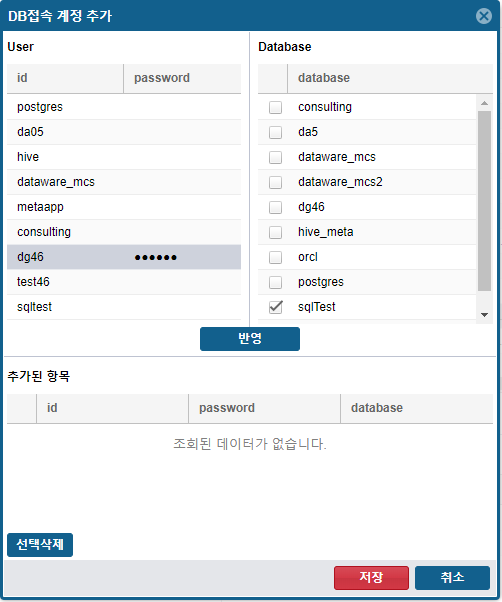 DB접속 계정 추가
User
id password
postgres
da05
hive
dataware_mcs
metaapp
consulting
dg46 ●●●●●●
test46
sqltest
Database
database
consulting
da5
dataware_mcs
dataware_mcs2
dg46
hive_meta
orcl
postgres
sqlTest
반영
추가된 항목
id password database
조회된 데이터가 없습니다.
선택삭제
저장 취소